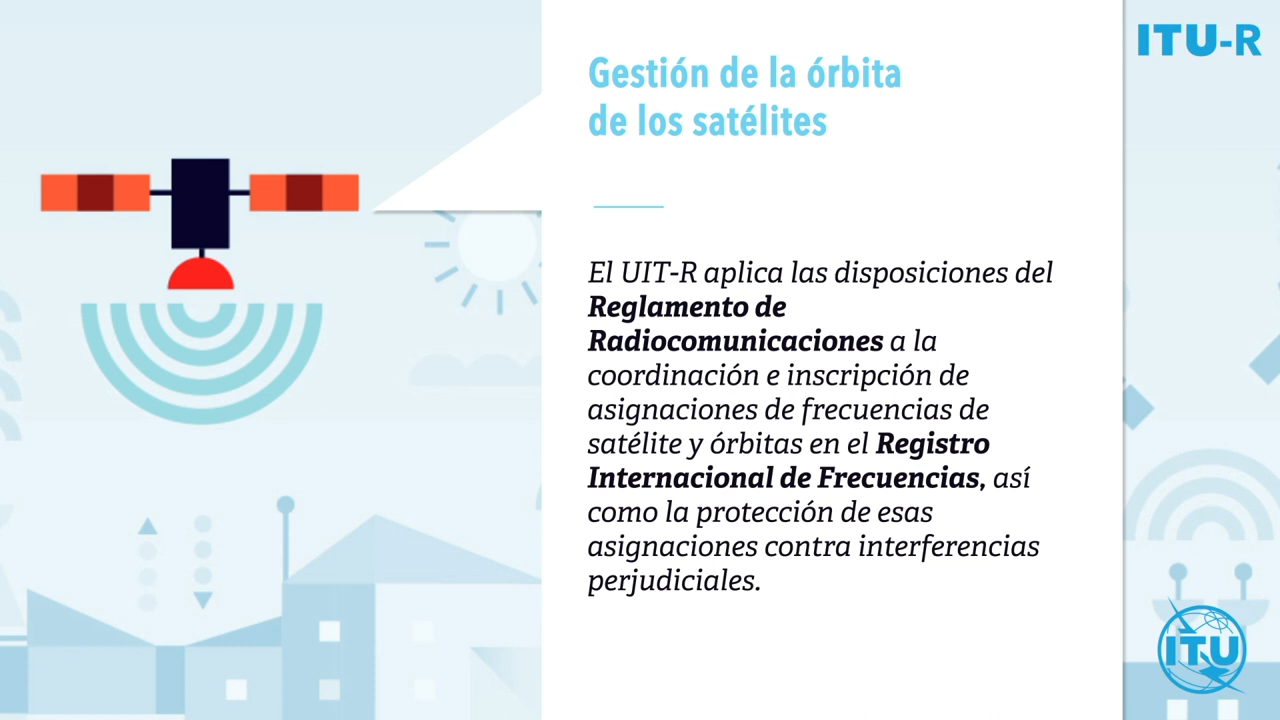 ITU-R
Gestión de la órbita
de los satélites
El UIT-R aplica las disposiciones del
Reglamento de
Radiocomunicaciones a la
coordinación e inscripción de
asignaciones de frecuencias de
satélite y órbitas en el Registro
Internacional de Frecuencias, así
como la protección de esas
asignaciones contra interferencias
perjudiciales.
ITU